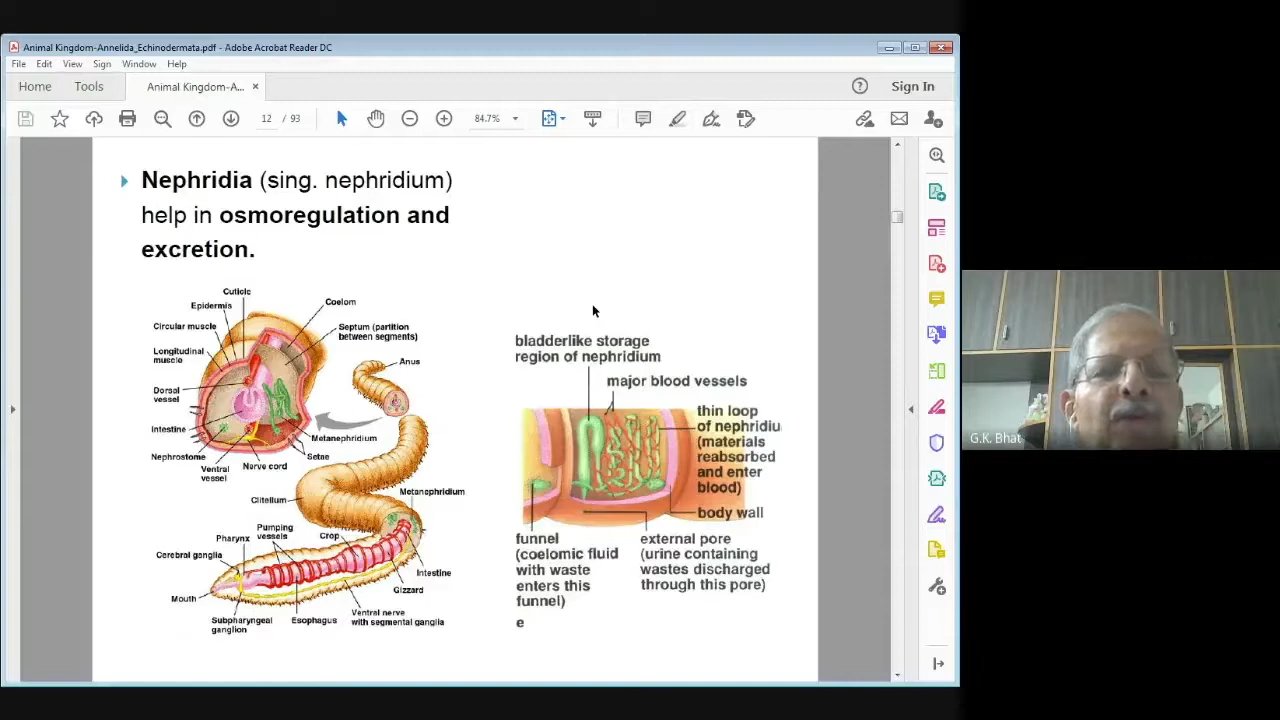 Animal Kingdom-Annelida_Echinodermata.pdf - Adobe Acrobat Reader DC
File Edit View Sign Window Help
Home Tools Animal Kingdom-A... × Sign In
12 / 93 84.7%
Nephridia (sing. nephridium)
help in osmoregulation and
excretion.
Cuticle
Epidermis
Coelom
Circular muscle
Septum (partition
between segments)
Longitudinal
muscle
Anus
Dorsal
vessel
Intestine
Metanephridium
Nephrostome
Setae
Ventral
vessel
Nerve cord
Clitellum
Metanephridium
Pumping
vessels
Pharynx
Crop
Cerebral ganglia
Intestine
Gizzard
Mouth
Subpharyngeal
ganglion
Esophagus
Ventral nerve
with segmental ganglia
bladderlike storage
region of nephridium
major blood vessels
thin loop
of nephridiu
(materials
reabsorbed
and enter
blood)
body wall
funnel
(coelomic fluid
with waste
enters this
funnel)
e
external pore
(urine containing
wastes discharged
through this pore)
G.K. Bhat